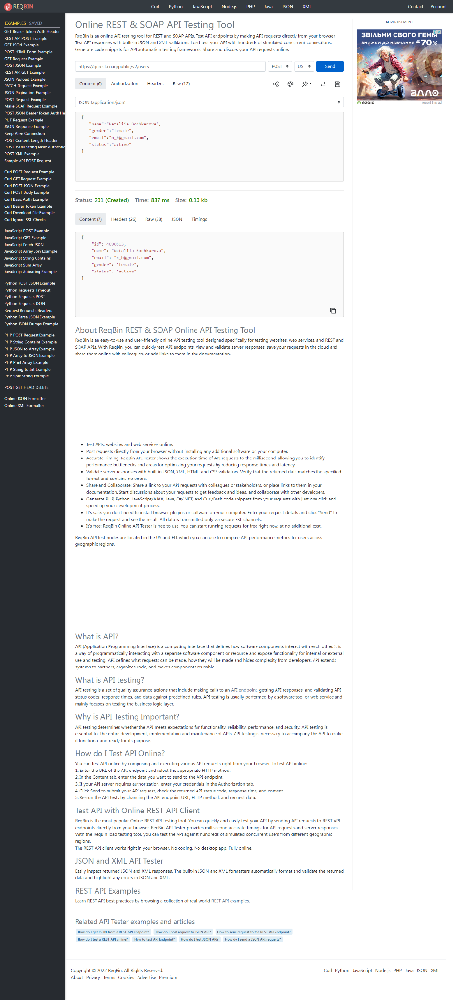 REQBIN
Curl Python JavaScript Node.js PHP Java JSON XML
Contact Account
EXAMPLES SAVED
GET Bearer Token Auth Header
REST API POST Example
GET JSON Example
POST HTML Form Example
GET Request Example
POST JSON Example
REST API GET Example
JSON Payload Example
PATCH Request Example
JSON Pagination Example
POST Request Example
Make SOAP Request Example
POST JSON Bearer Token Auth He
PUT Request Example
JSON Response Example
Keep Alive Connection
POST Content Length Header
POST JSON String Basic Authentic
POST XML Example
Sample API POST Request
Curl POST Request Example
Curl GET Request Example
Curl POST JSON Example
Curl POST Body Example
Curl Basic Auth Example
Curl Bearer Token Example
Curl Download File Example
Curl Ignore SSL Checks
JavaScript POST Example
JavaScript GET Example
JavaScript Fetch JSON
JavaScript Array Join Example
JavaScript String Contains
JavaScript Sum Array
JavaScript Substring Example
Python POST JSON Example
Python Requests Timeout
Python Requests POST
Python Requests JSON
Request Requests Headers
Python Parse JSON Example
Python JSON Dumps Example
PHP POST Request Example
PHP String Contains Example
PHP JSON to Array Example
PHP Array to JSON Example
PHP Print Array Example
PHP String to Int Example
PHP Split String Example
POST GET HEAD DELETE
Online JSON Formatter
Online XML Formatter
Online REST & SOAP API Testing Tool
ReqBin is an online API testing tool for REST and SOAP APIs. Test API endpoints by making API requests directly from your browser.
Test API responses with built-in JSON and XML validators. Load test your API with hundreds of simulated concurrent connections.
Generate code snippets for API automation testing frameworks. Share and discuss your API requests online.
https://gorest.co.in/public/v2/users POST US Send
Content (6) Authorization Headers Raw (12)
JSON (application/json)
{
"name":"Nataliia Bochkarova",
"gender":"female",
"email":"n_b@gmail.com",
"status":"active"
}
Status: 201 (Created) Time: 837 ms Size: 0.10 kb
Content (7) Headers (26) Raw (28) JSON Timings
{
"id": 4690513,
"name": "Nataliia Bochkarova",
"email": "n_b@gmail.com",
"gender": "female",
"status": "active"
}
About ReqBin REST & SOAP Online API Testing Tool
ReqBin is an easy-to-use and user-friendly online API testing tool designed specifically for testing websites, web services, and REST and
SOAP APIs. With ReqBin, you can quickly test API endpoints, view and validate server responses, save your requests in the cloud and
share them online with colleagues, or add links to them in the documentation.
• Test APIs, websites and web services online.
• Post requests directly from your browser without installing any additional software on your computer.
• Accurate Timing: ReqBin API Tester shows the execution time of API requests to the millisecond, allowing you to identify
performance bottlenecks and areas for optimizing your requests by reducing response times and latency.
• Validate server responses with built-in JSON, XML, HTML, and CSS validators. Verify that the returned data matches the specified
format and contains no errors.
• Share and Collaborate: Share a link to your API requests with colleagues or stakeholders, or place links to them in your
documentation. Start discussions about your requests to get feedback and ideas, and collaborate with other developers.
• Generate PHP, Python, JavaScript/AJAX, Java, C#/.NET, and Curl/Bash code snippets from your requests with just one click and
speed up your development process.
• It's safe: you don't need to install browser plugins or software on your computer. Enter your request details and click "Send" to
make the request and see the result. All data is transmitted only via secure SSL channels.
• It's free: ReqBin Online API Tester is free to use. You can start running requests for free right now, at no additional cost.
ReqBin API test nodes are located in the US and EU, which you can use to compare API performance metrics for users across
geographic regions.
What is API?
API (Application Programming Interface) is a computing interface that defines how software components interact with each other. It is
a way of programmatically interacting with a separate software component or resource and expose functionality for internal or external
use and testing. API defines what requests can be made, how they will be made and hides complexity from developers. API extends
systems to partners, organizes code, and makes components reusable.
What is API testing?
API testing is a set of quality assurance actions that include making calls to an API endpoint, getting API responses, and validating API
status codes, response times, and data against predefined rules. API testing is usually performed by a software tool or web service and
mainly focuses on testing the business logic layer.
Why is API Testing Important?
API testing determines whether the API meets expectations for functionality, reliability, performance, and security. API testing is
essential for the entire development, implementation and maintenance of APIs. API testing is necessary to accompany the API to make
it functional and ready for its purpose.
How do I Test API Online?
You can test API online by composing and executing various API requests right from your browser. To test API online:
1. Enter the URL of the API endpoint and select the appropriate HTTP method.
2. In the Content tab, enter the data you want to send to the API endpoint.
3. If your API server requires authorization, enter your credentials in the Authorization tab.
4. Click Send to submit your API request, check the returned API status code, response time, and content.
5. Re-run the API tests by changing the API endpoint URL, HTTP method, and request data.
Test API with Online REST API Client
ReqBin is the most popular Online REST API testing tool. You can quickly and easily test your API by sending API requests to REST API
endpoints directly from your browser. ReqBin API Tester provides millisecond accurate timings for API requests and server responses.
With the ReqBin load testing tool, you can test the API against hundreds of simulated concurrent users from different geographic
regions.
The REST API client works right in your browser. No coding. No desktop app. Fully online.
JSON and XML API Tester
Easily inspect returned JSON and XML responses. The built-in JSON and XML formatters automatically format and validate the returned
data and highlight any errors in JSON and XML.
REST API Examples
Learn REST API best practices by browsing a collection of real-world REST API examples.
Related API Tester examples and articles
How do I get JSON from a REST API endpoint? How do I post request to JSON API? How to send request to the REST API endpoint?
How do I test a REST API online? How to test API Endpoint? How do I test JSON API? How do I send a JSON API requests?
ADVERTISEMENT
ЗВІЛЬНИ СВОГО ГЕНІЯ
ЗНИЖКИ ДО НАВЧАННЯ ДО -70%
АЛЛО
ezoic report this ad
Copyright © 2022 ReqBin. All Rights Reserved.
About Privacy Terms Cookies Advertise Premium
Curl Python JavaScript Node.js PHP Java JSON XML